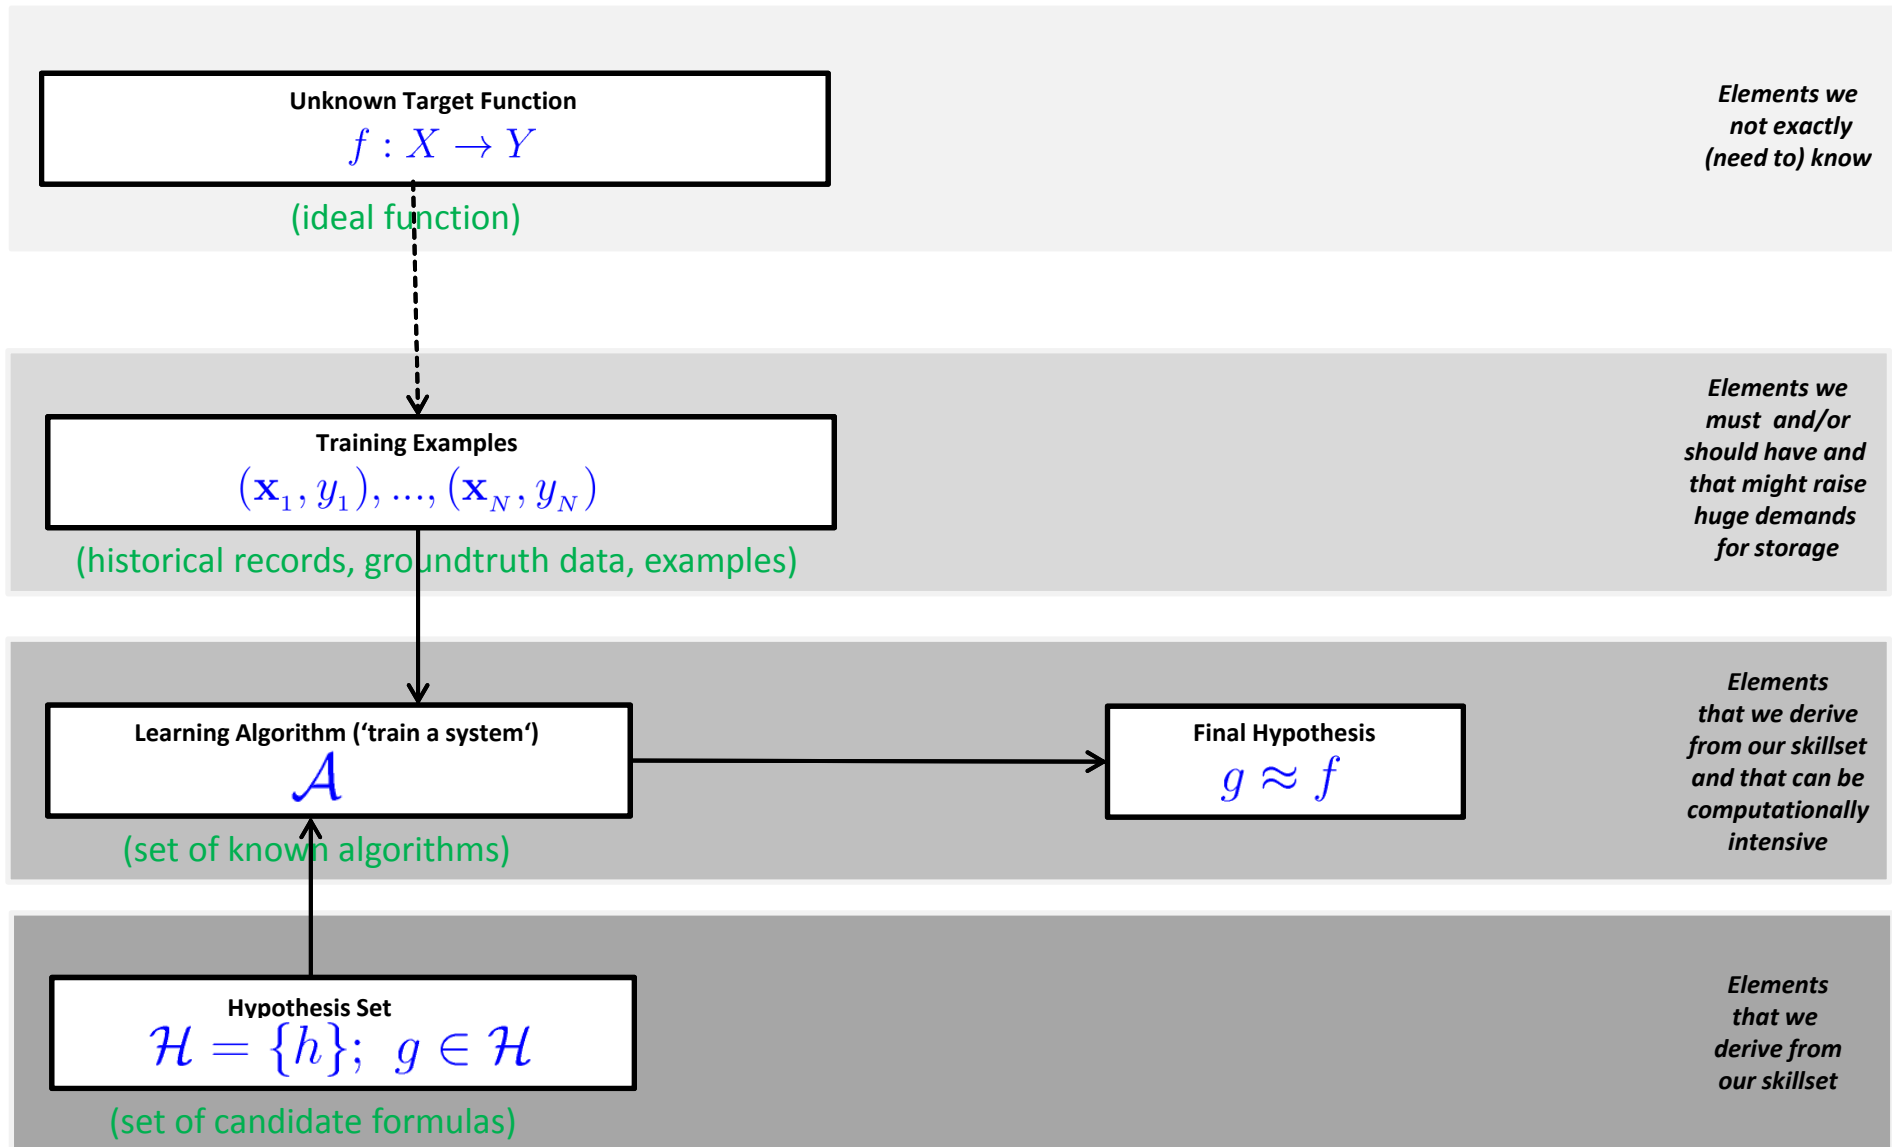 Unknown Target Function
f : X → Y
(ideal function)
Elements we
not exactly
(need to) know
Training Examples
(𝐱₁, y₁), ..., (𝐱_N, y_N)
(historical records, groundtruth data, examples)
Elements we
must and/or
should have and
that might raise
huge demands
for storage
Learning Algorithm (‘train a system‘)
𝒜
(set of known algorithms)
Final Hypothesis
g ≈ f
Elements
that we derive
from our skillset
and that can be
computationally
intensive
Hypothesis Set
ℋ = {h}; g ∈ ℋ
(set of candidate formulas)
Elements
that we
derive from
our skillset